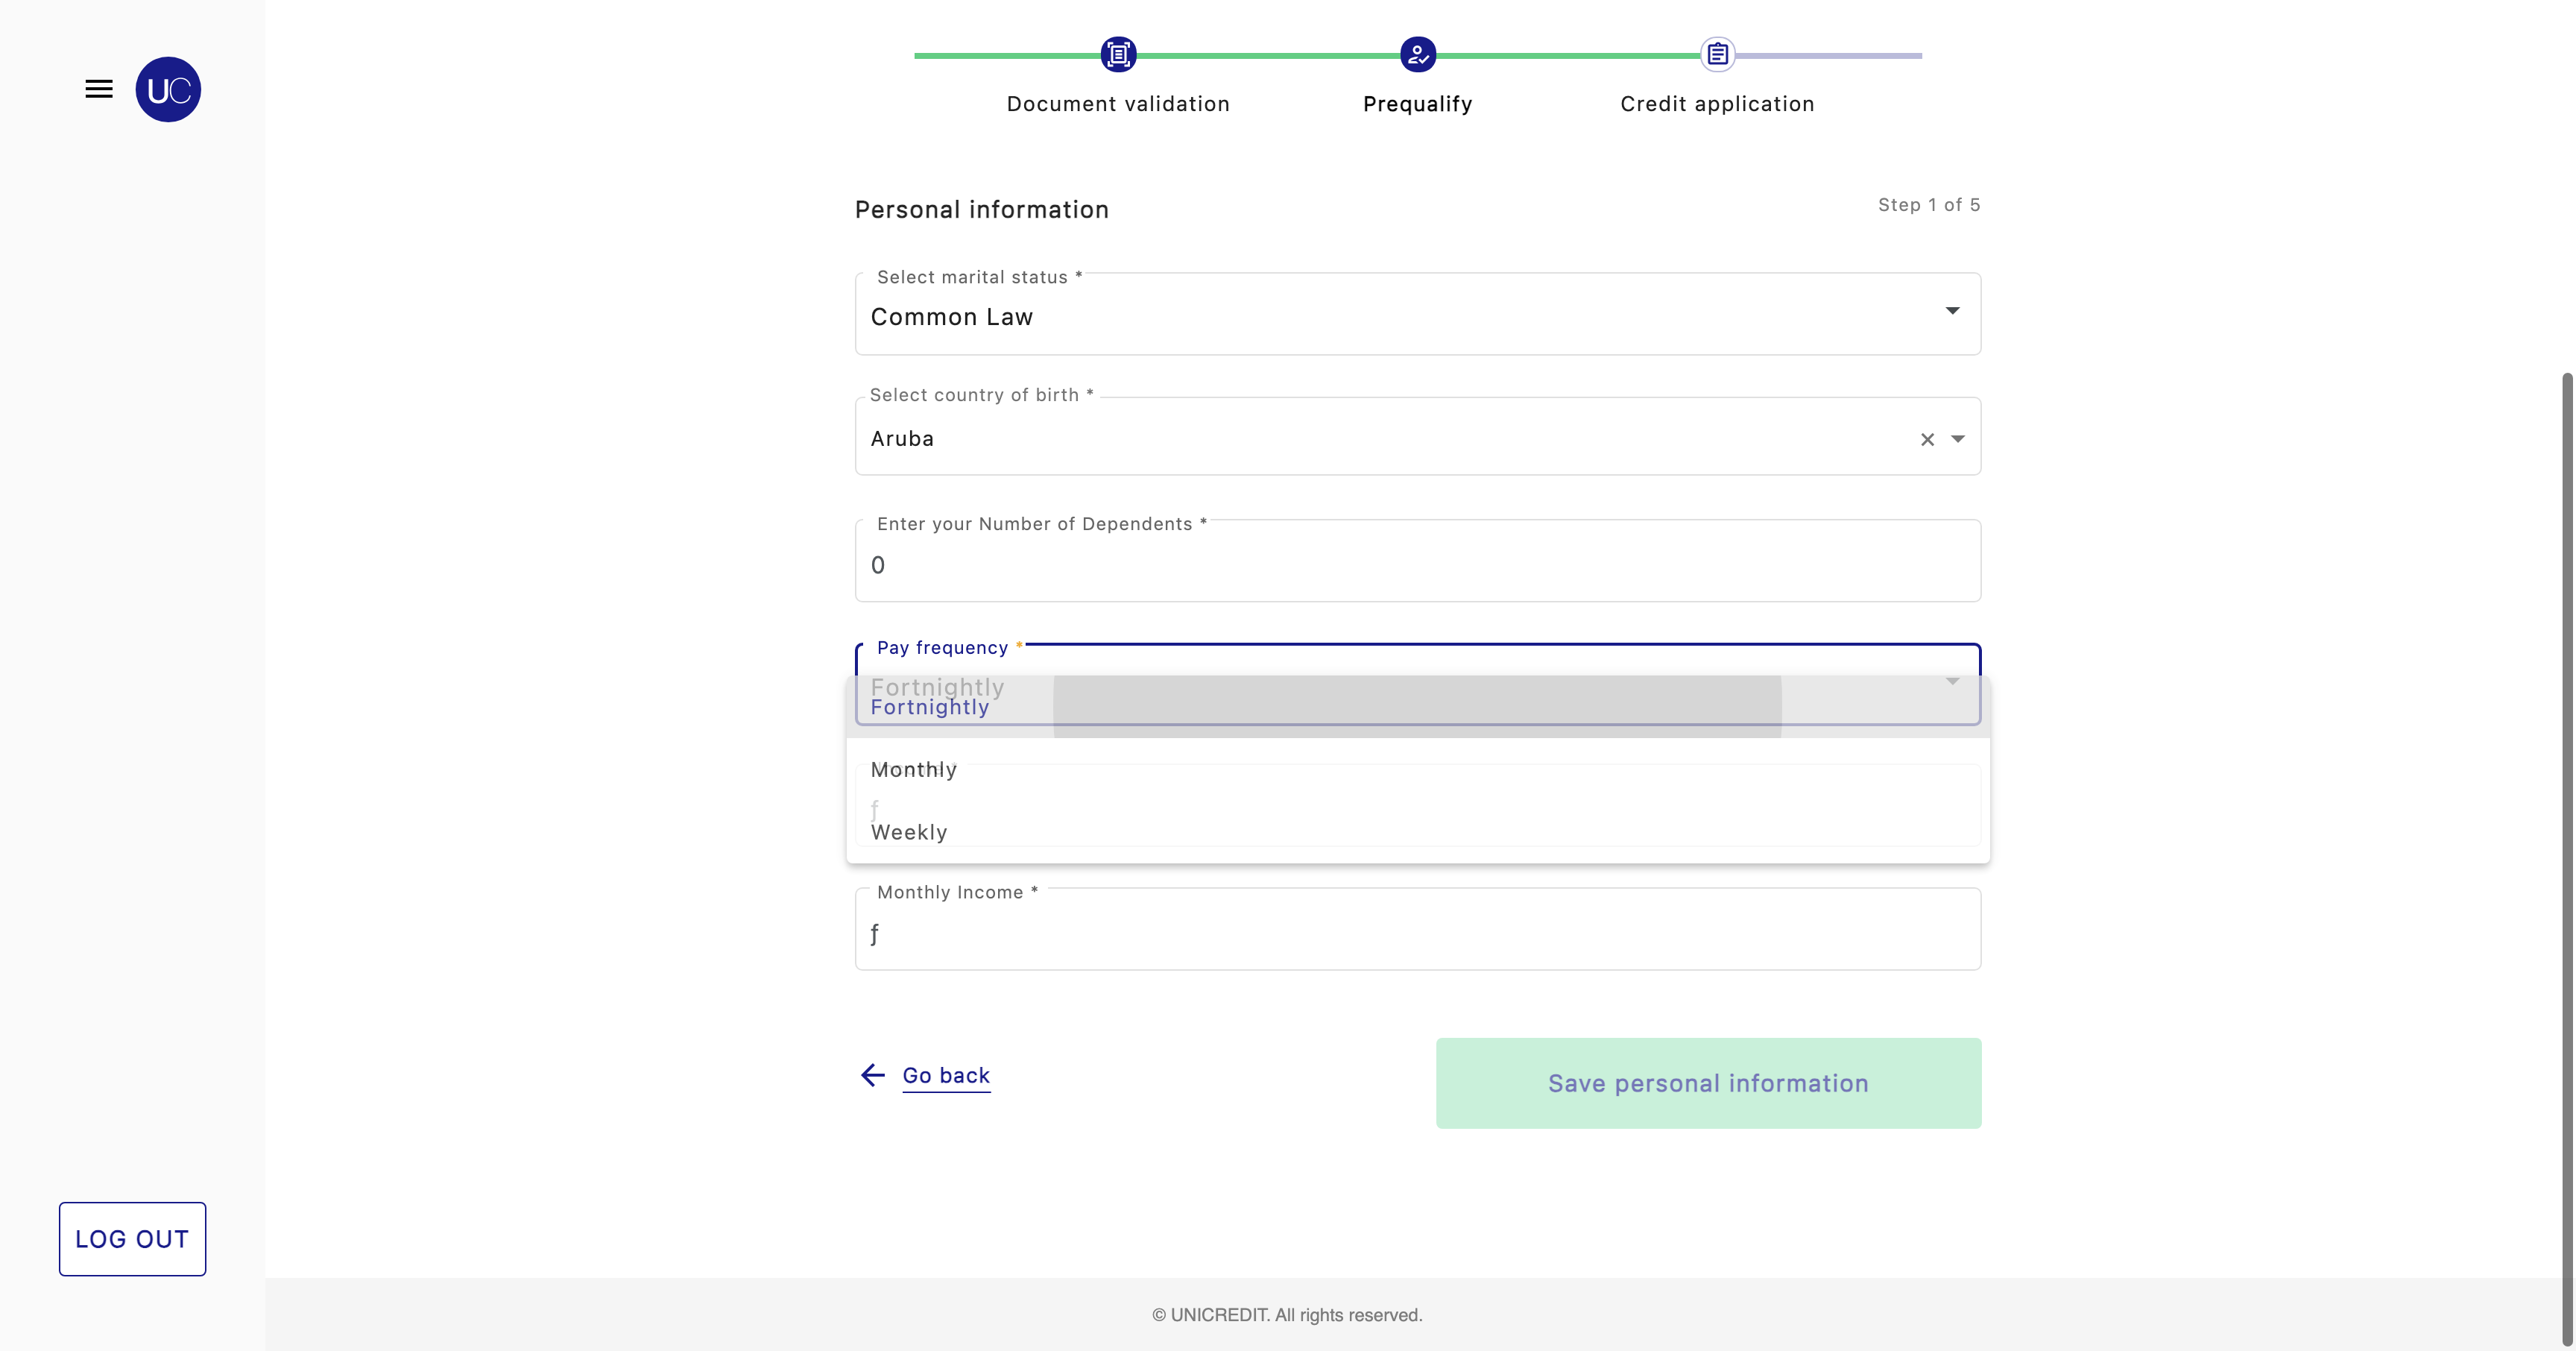 UC
Document validation
Prequalify
Credit application
Personal information
Step 1 of 5
Select marital status *
Common Law
Select country of birth *
Aruba
Enter your Number of Dependents *
0
Pay frequency *
Fortnightly
Fortnightly
Monthly
ƒ
Weekly
Monthly Income *
ƒ
Go back
Save personal information
LOG OUT
© UNICREDIT. All rights reserved.